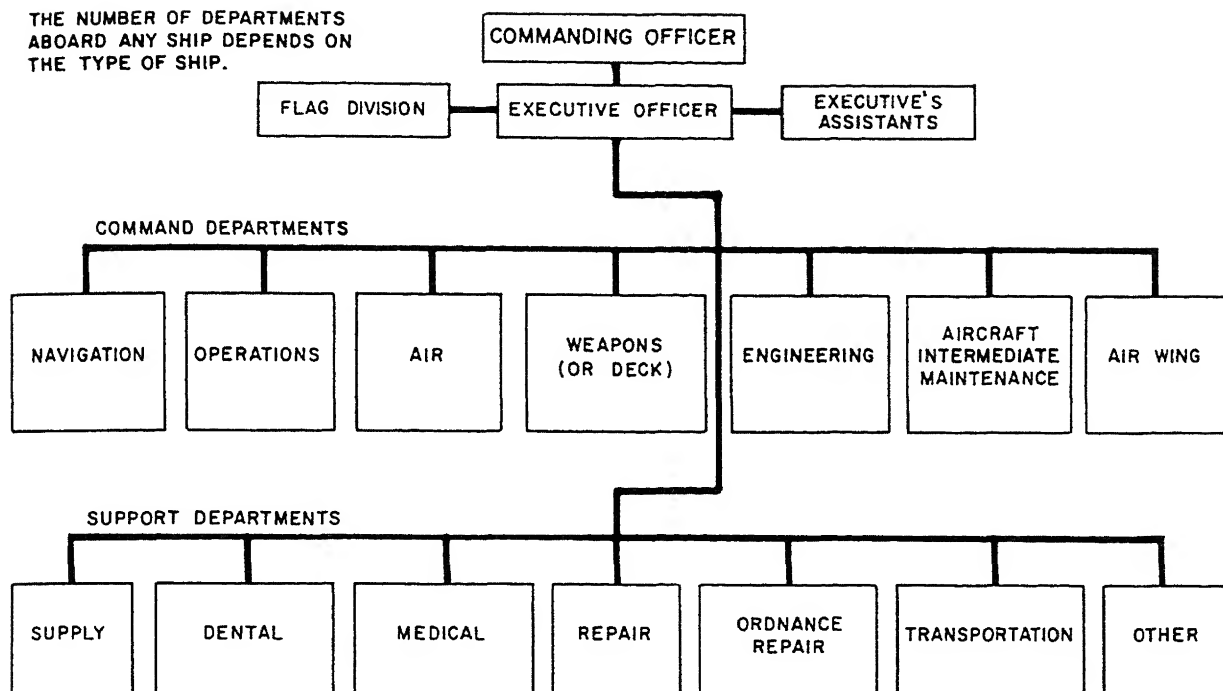 THE NUMBER OF DEPARTMENTS
ABOARD ANY SHIP DEPENDS ON
THE TYPE OF SHIP.
COMMANDING OFFICER
FLAG DIVISION
EXECUTIVE OFFICER
EXECUTIVE'S
ASSISTANTS
COMMAND DEPARTMENTS
NAVIGATION
OPERATIONS
AIR
WEAPONS
(OR DECK)
ENGINEERING
AIRCRAFT
INTERMEDIATE
MAINTENANCE
AIR WING
SUPPORT DEPARTMENTS
SUPPLY
DENTAL
MEDICAL
REPAIR
ORDNANCE
REPAIR
TRANSPORTATION
OTHER